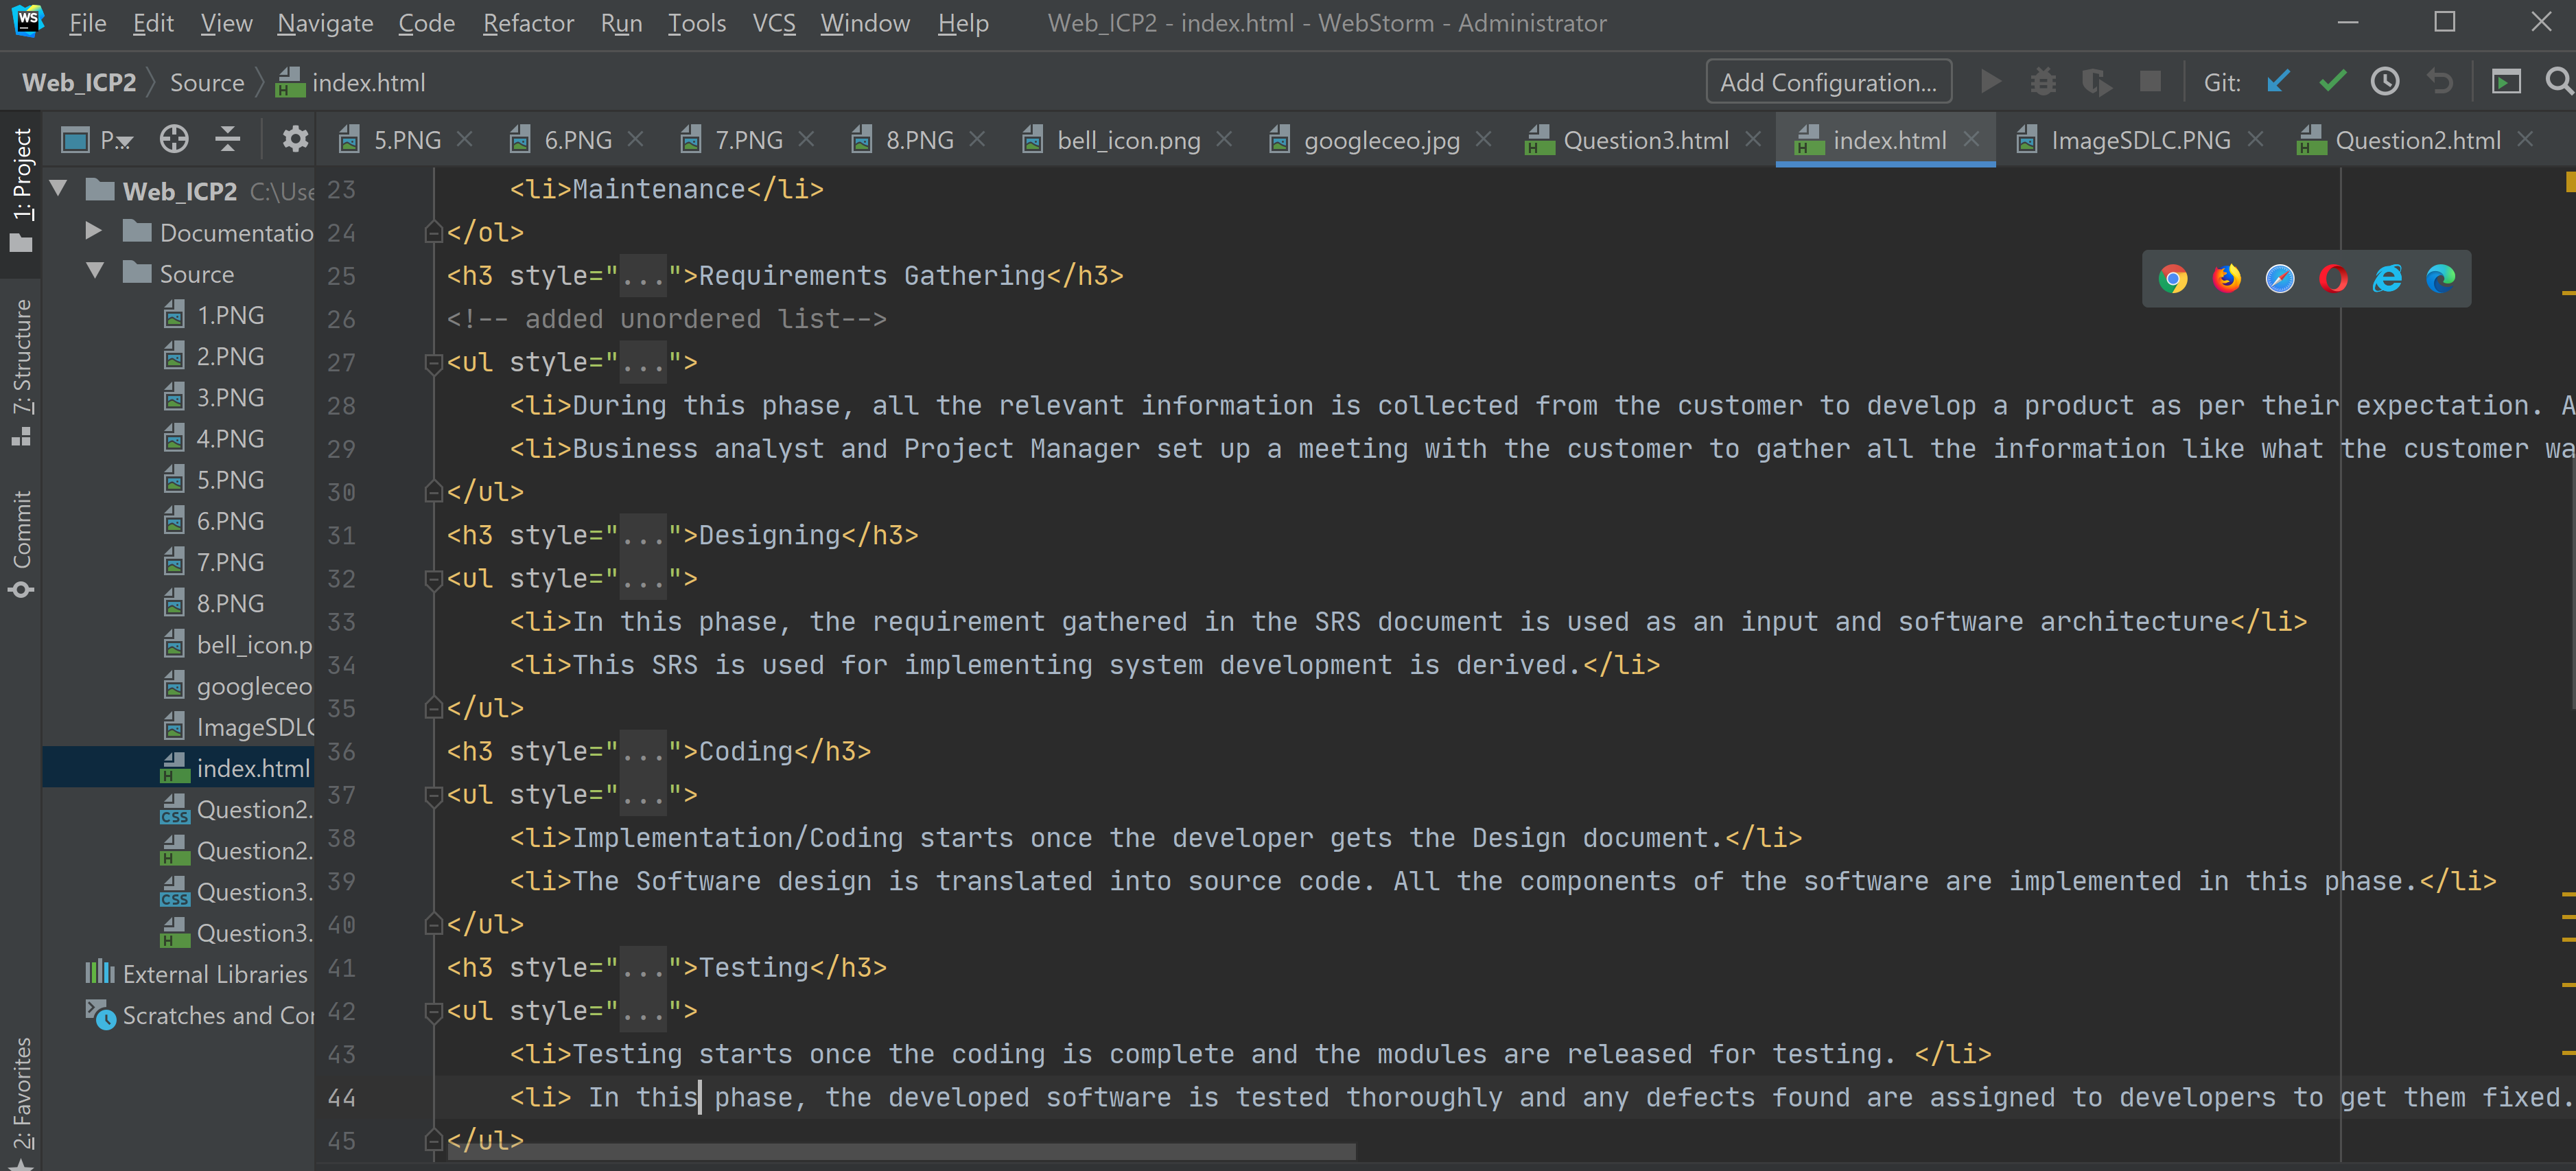 WS File Edit View Navigate Code Refactor Run Tools VCS Window Help Web_ICP2 - index.html - WebStorm - Administrator
Web_ICP2 Source index.html Add Configuration... Git:
P... 5.PNG 6.PNG 7.PNG 8.PNG bell_icon.png googleceo.jpg Question3.html index.html ImageSDLC.PNG Question2.html
1: Project
7: Structure
Commit
2: Favorites
Web_ICP2 C:\Use
Documentatio
Source
1.PNG
2.PNG
3.PNG
4.PNG
5.PNG
6.PNG
7.PNG
8.PNG
bell_icon.p
googleceo
ImageSDLC
index.html
Question2.
Question2.
Question3.
Question3.
External Libraries
Scratches and Cor
23 <li>Maintenance</li>
24 </ol>
25 <h3 style="...">Requirements Gathering</h3>
26 <!-- added unordered list-->
27 <ul style="...">
28 <li>During this phase, all the relevant information is collected from the customer to develop a product as per their expectation. A
29 <li>Business analyst and Project Manager set up a meeting with the customer to gather all the information like what the customer wa
30 </ul>
31 <h3 style="...">Designing</h3>
32 <ul style="...">
33 <li>In this phase, the requirement gathered in the SRS document is used as an input and software architecture</li>
34 <li>This SRS is used for implementing system development is derived.</li>
35 </ul>
36 <h3 style="...">Coding</h3>
37 <ul style="...">
38 <li>Implementation/Coding starts once the developer gets the Design document.</li>
39 <li>The Software design is translated into source code. All the components of the software are implemented in this phase.</li>
40 </ul>
41 <h3 style="...">Testing</h3>
42 <ul style="...">
43 <li>Testing starts once the coding is complete and the modules are released for testing. </li>
44 <li> In this phase, the developed software is tested thoroughly and any defects found are assigned to developers to get them fixed.
45 </ul>